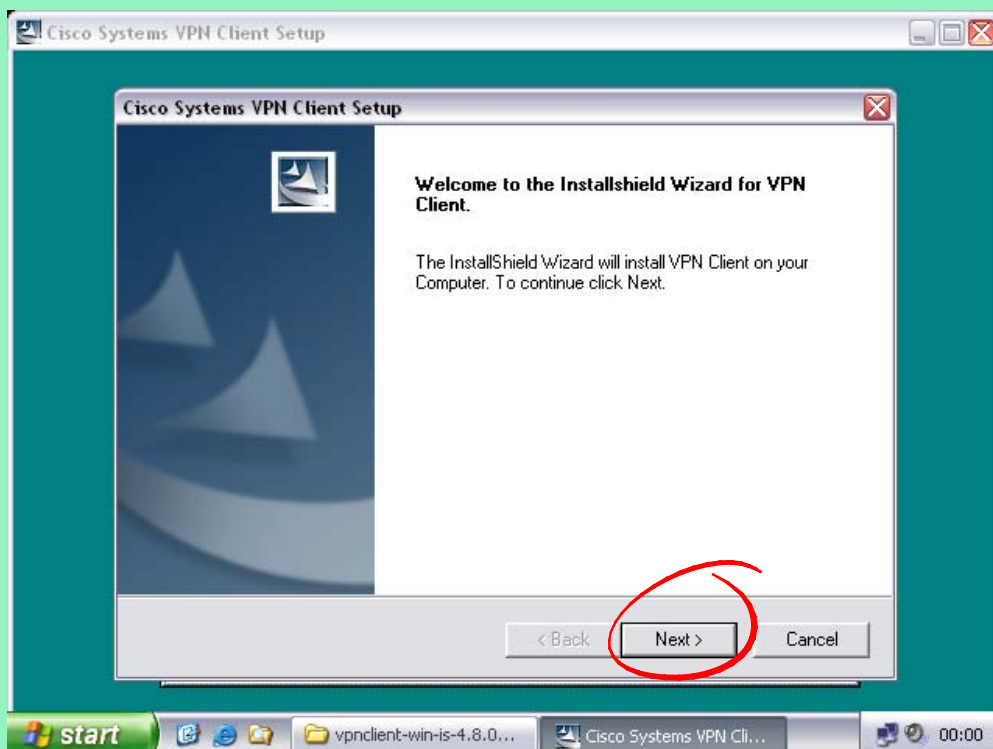 Cisco Systems VPN Client Setup
Cisco Systems VPN Client Setup
Welcome to the Installshield Wizard for VPN
Client.
The InstallShield Wizard will install VPN Client on your
Computer. To continue click Next.
< Back
Next >
Cancel
start
vpnclient-win-is-4.8.0...
Cisco Systems VPN Cli...
00:00